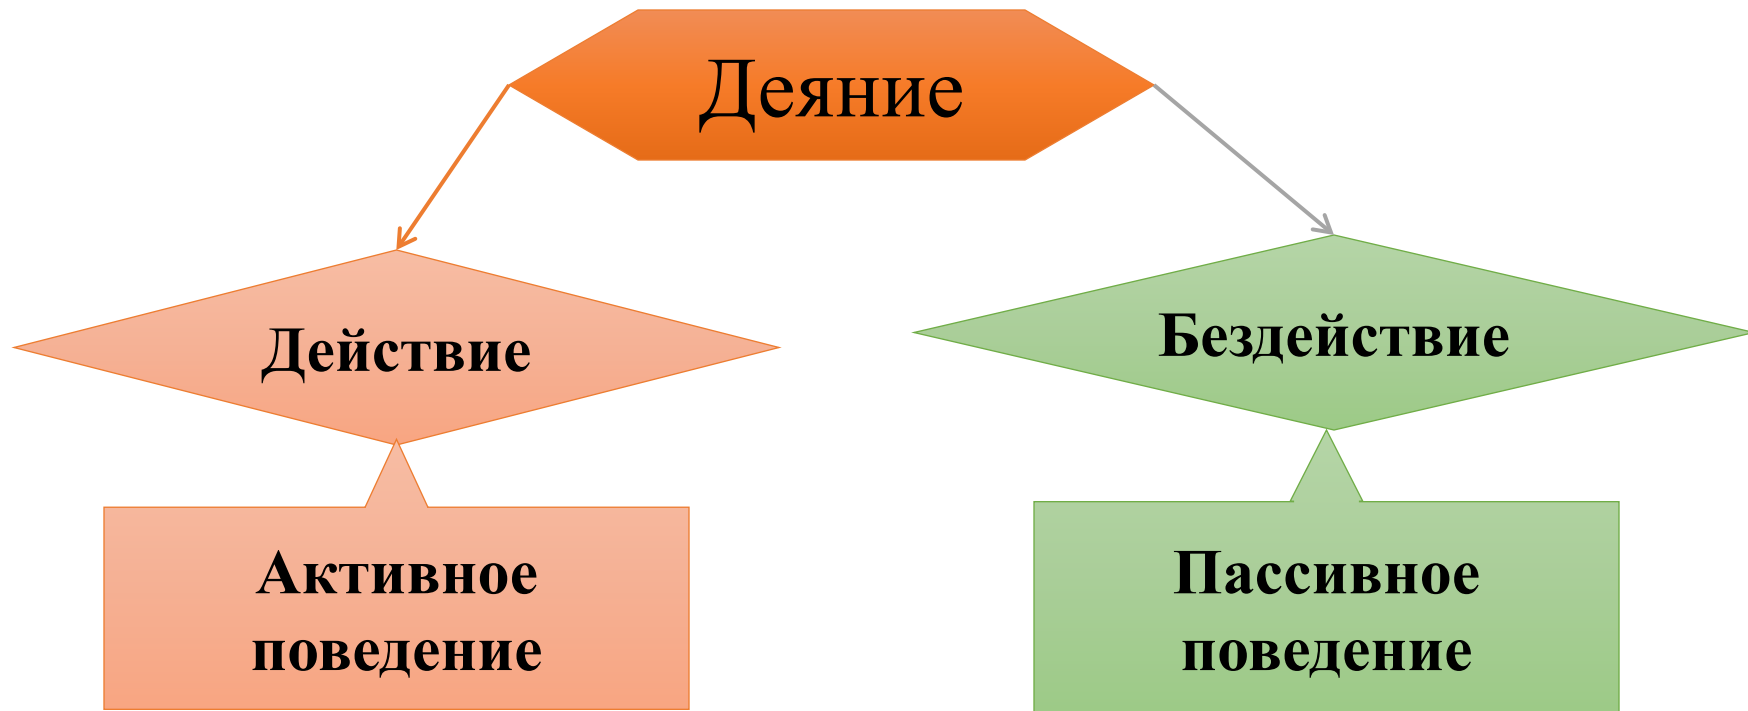 Деяние
Действие
Бездействие
Активное
поведение
Пассивное
поведение